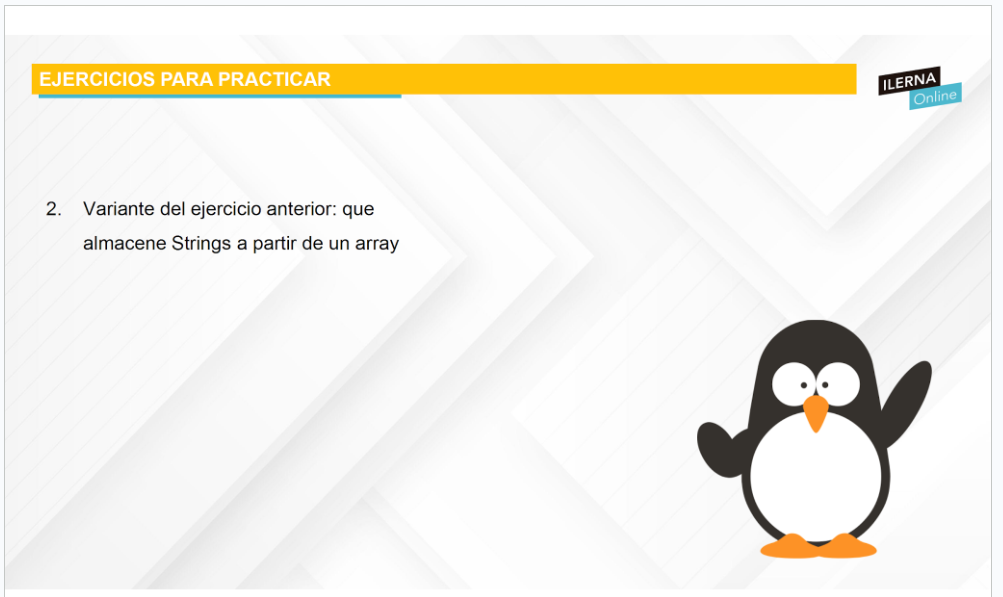 EJERCICIOS PARA PRACTICAR
ILERNA
Online
2. Variante del ejercicio anterior: que
almacene Strings a partir de un array